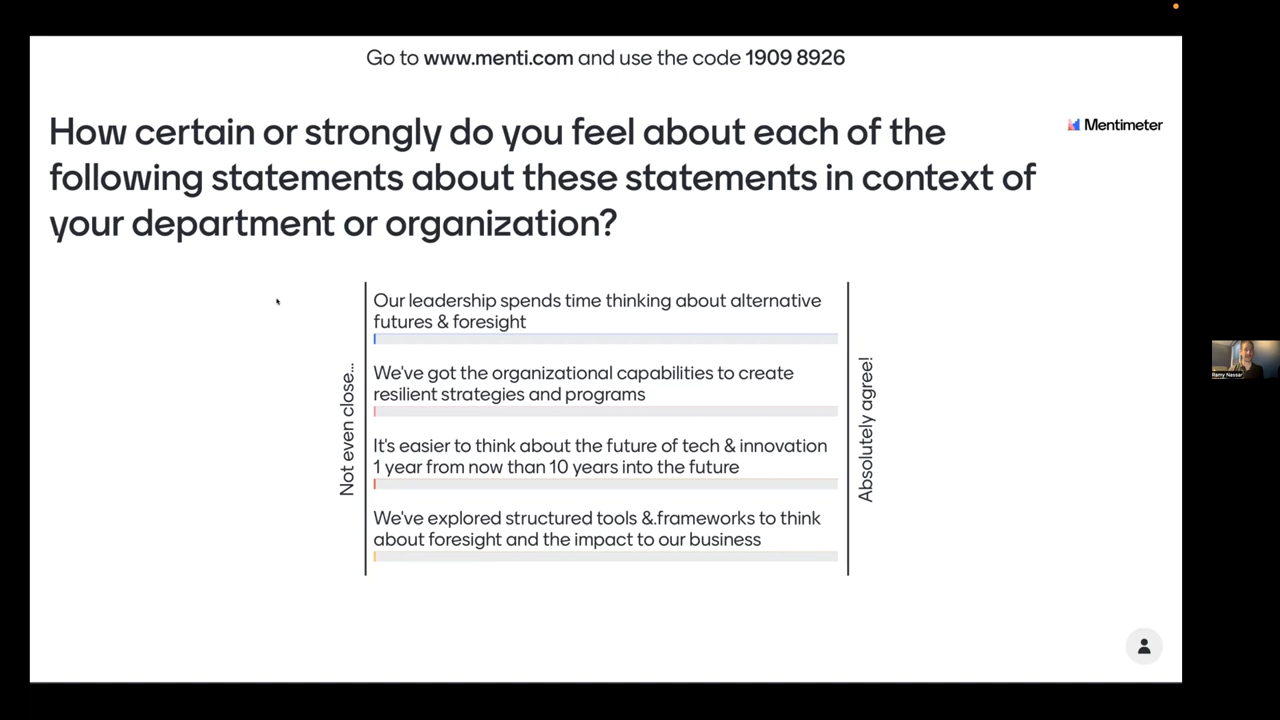 Go to www.menti.com and use the code 1909 8926
How certain or strongly do you feel about each of the
following statements about these statements in context of
your department or organization?
Mentimeter
Not even close...
Our leadership spends time thinking about alternative
futures & foresight
We've got the organizational capabilities to create
resilient strategies and programs
It's easier to think about the future of tech & innovation
1 year from now than 10 years into the future
We've explored structured tools &.frameworks to think
about foresight and the impact to our business
Absolutely agree!
Ramy Nassar